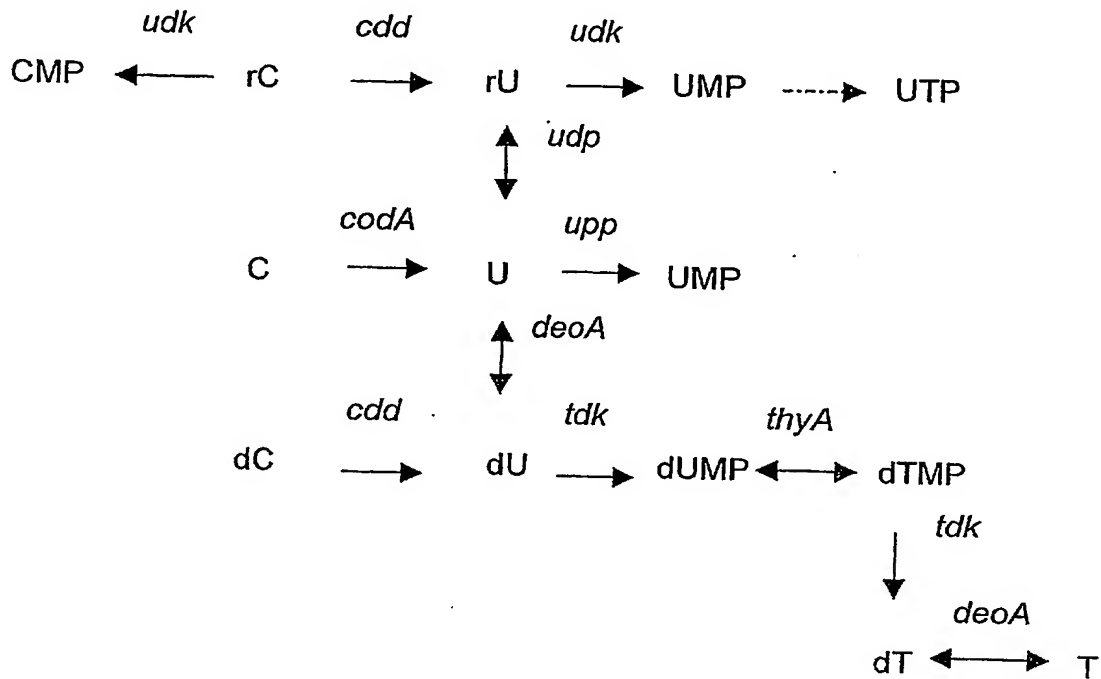 udk cdd udk
CMP rC rU UMP UTP
udp
codA upp
C U UMP
deoA
cdd tdk thyA
dC dU dUMP dTMP
tdk
deoA
dT T